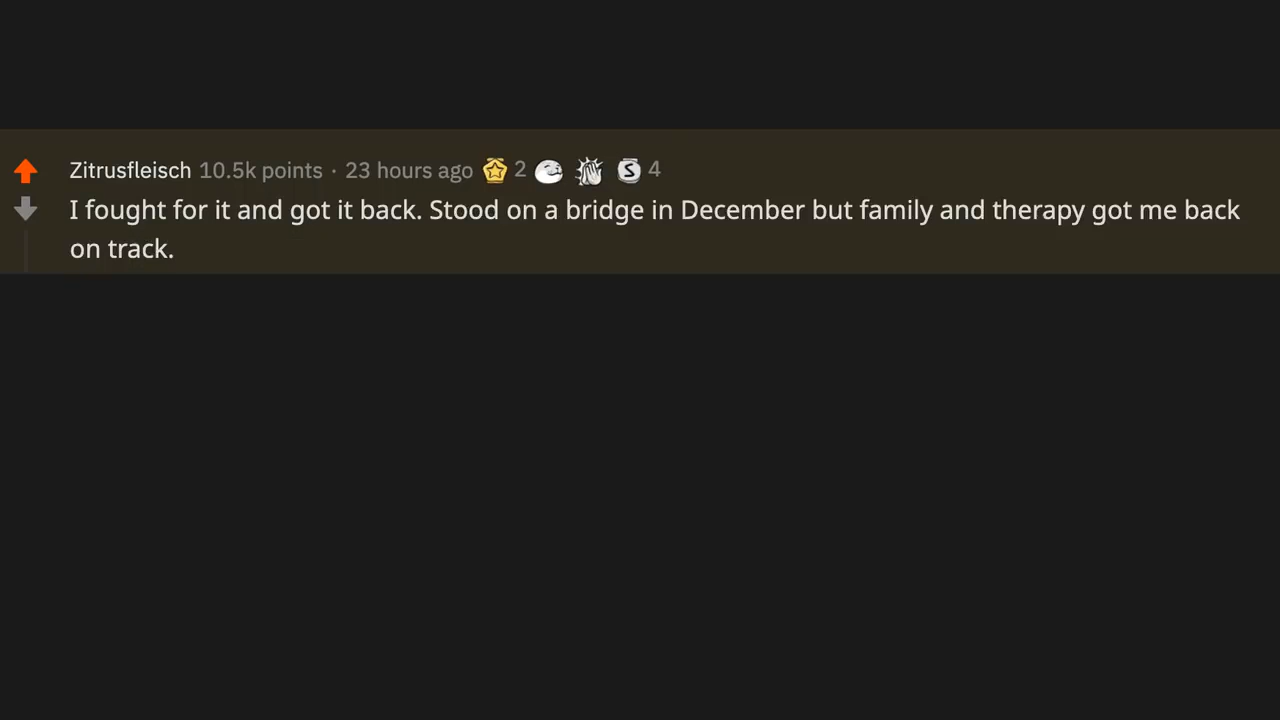 Zitrusfleisch 10.5k points · 23 hours ago 2 S 4
I fought for it and got it back. Stood on a bridge in December but family and therapy got me back
on track.